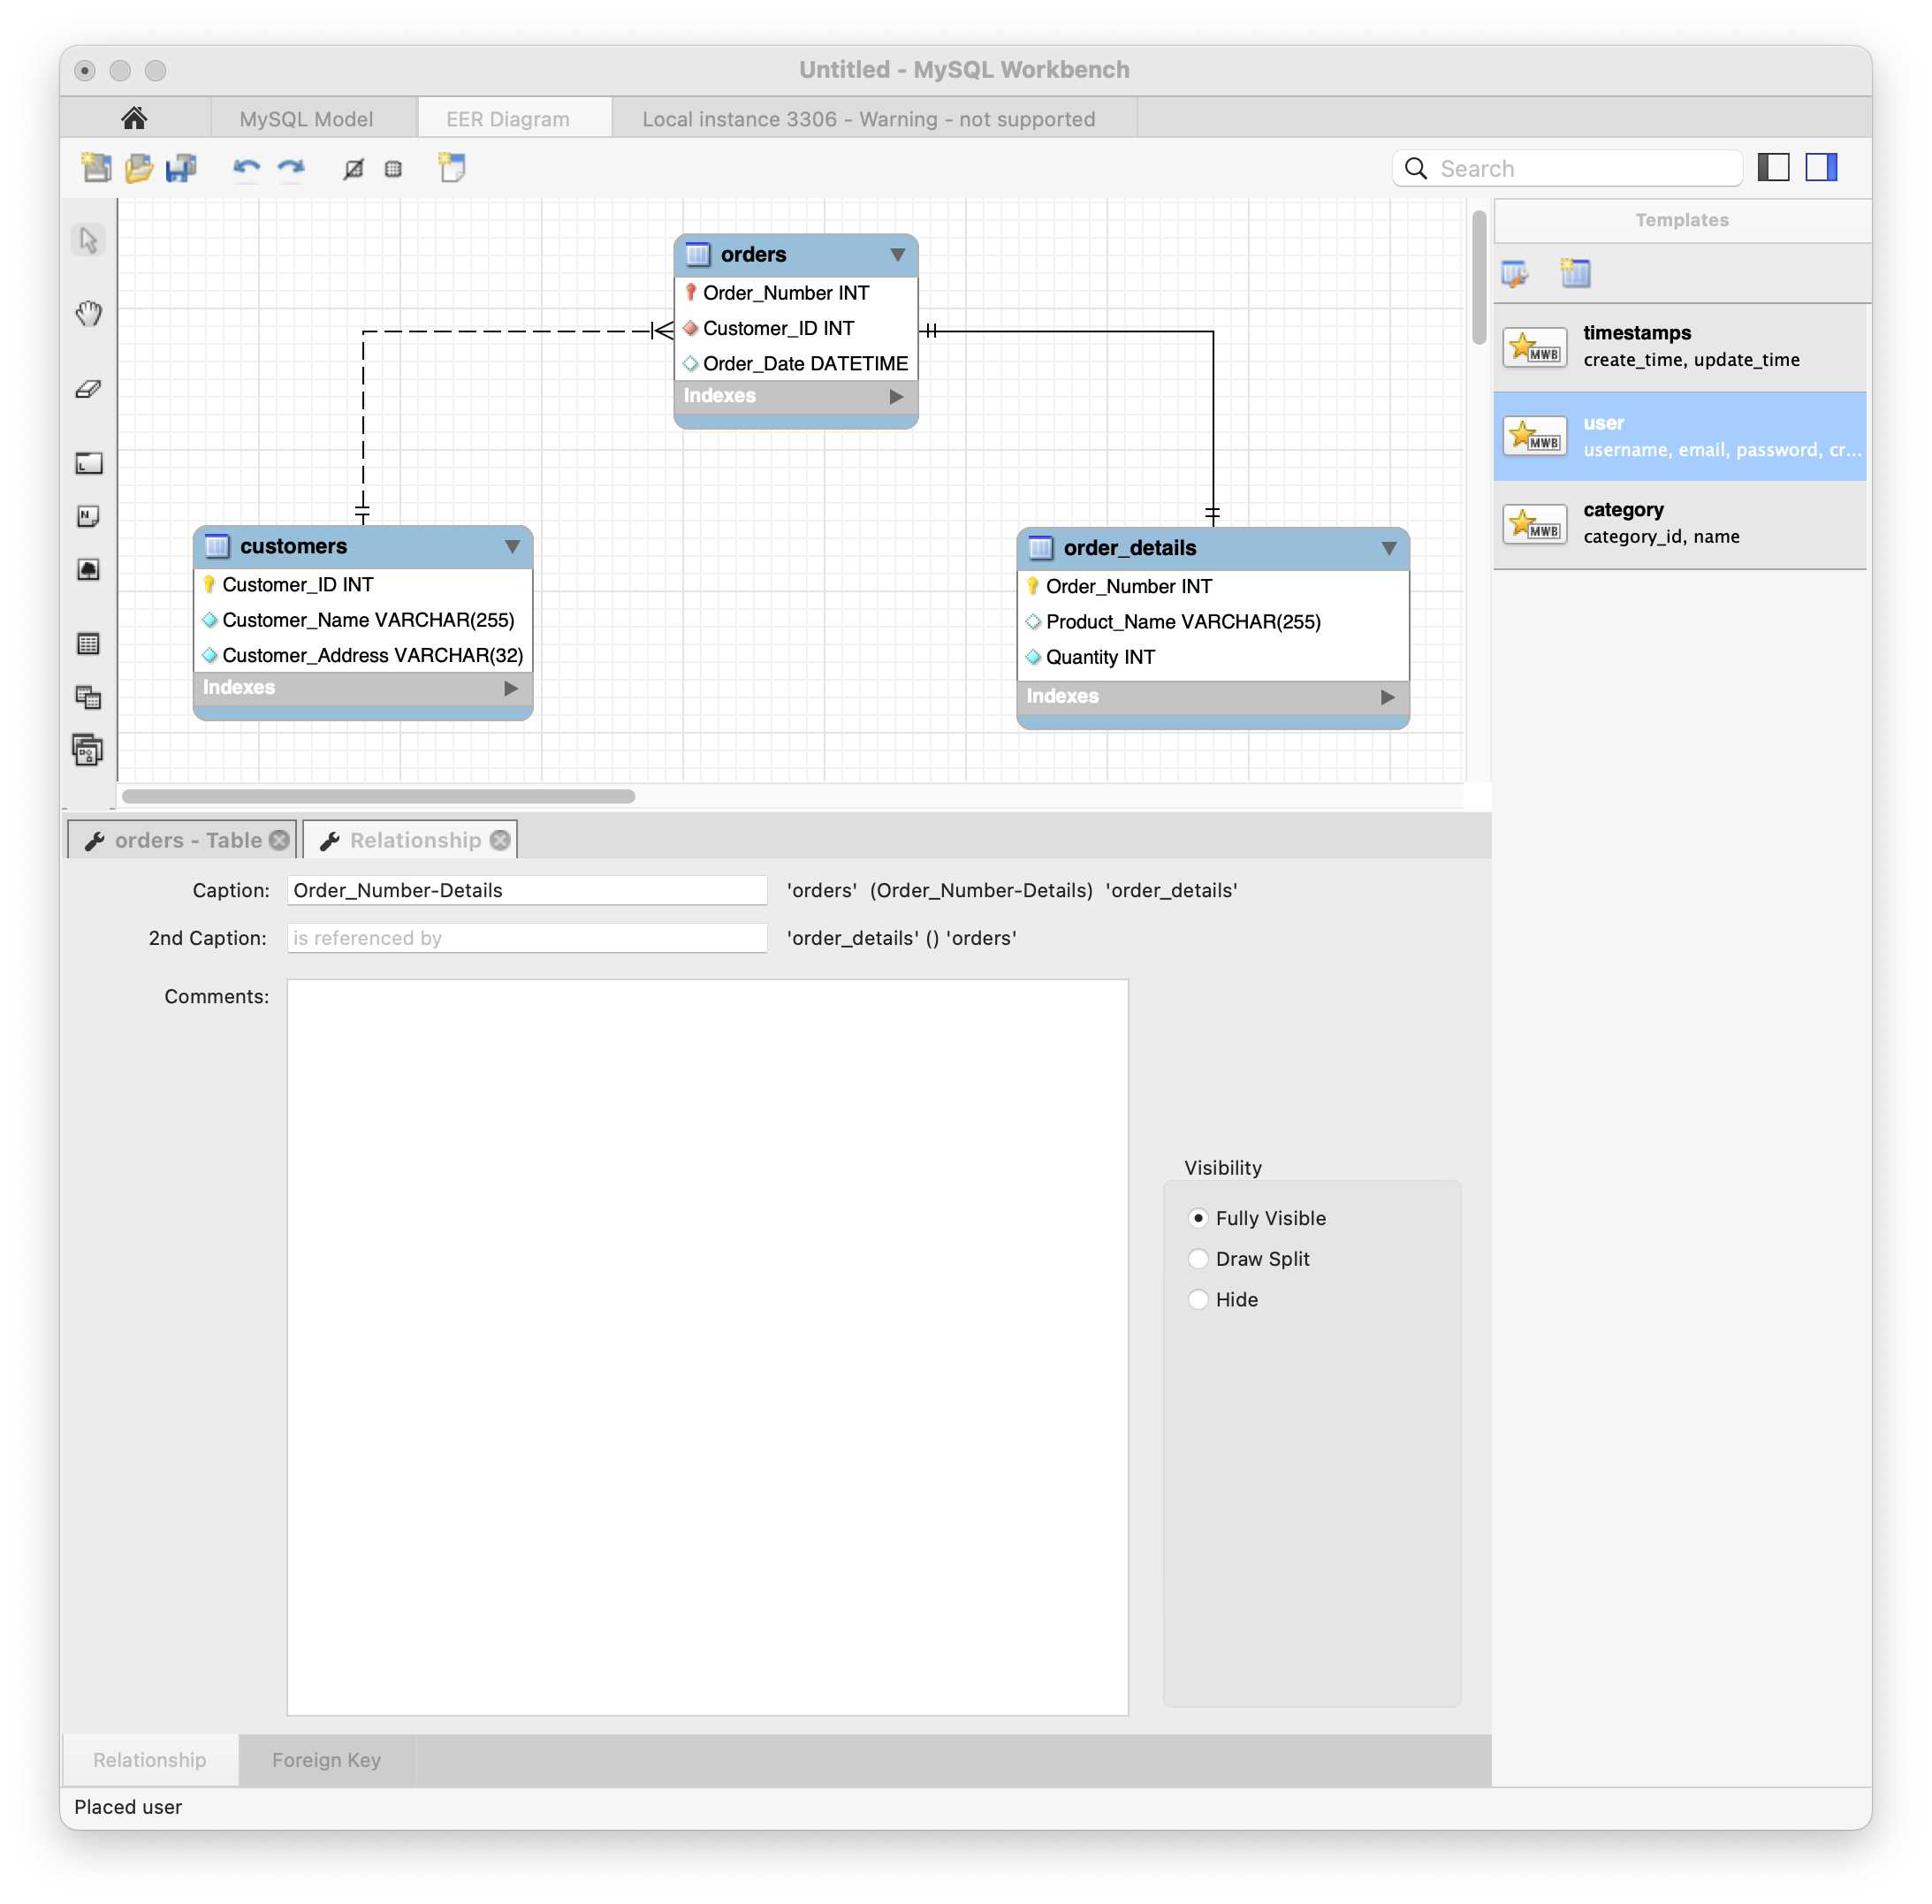 Untitled - MySQL Workbench
MySQL Model
EER Diagram
Local instance 3306 - Warning - not supported
Search
Templates
timestamps
create_time, update_time
user
username, email, password, cr...
category
category_id, name
MWB
MWB
MWB
orders
Order_Number INT
Customer_ID INT
Order_Date DATETIME
Indexes
customers
Customer_ID INT
Customer_Name VARCHAR(255)
Customer_Address VARCHAR(32)
Indexes
order_details
Order_Number INT
Product_Name VARCHAR(255)
Quantity INT
Indexes
N
orders - Table
Relationship
Caption: Order_Number-Details 'orders' (Order_Number-Details) 'order_details'
2nd Caption: is referenced by 'order_details' () 'orders'
Comments:
Visibility
Fully Visible
Draw Split
Hide
Relationship
Foreign Key
Placed user